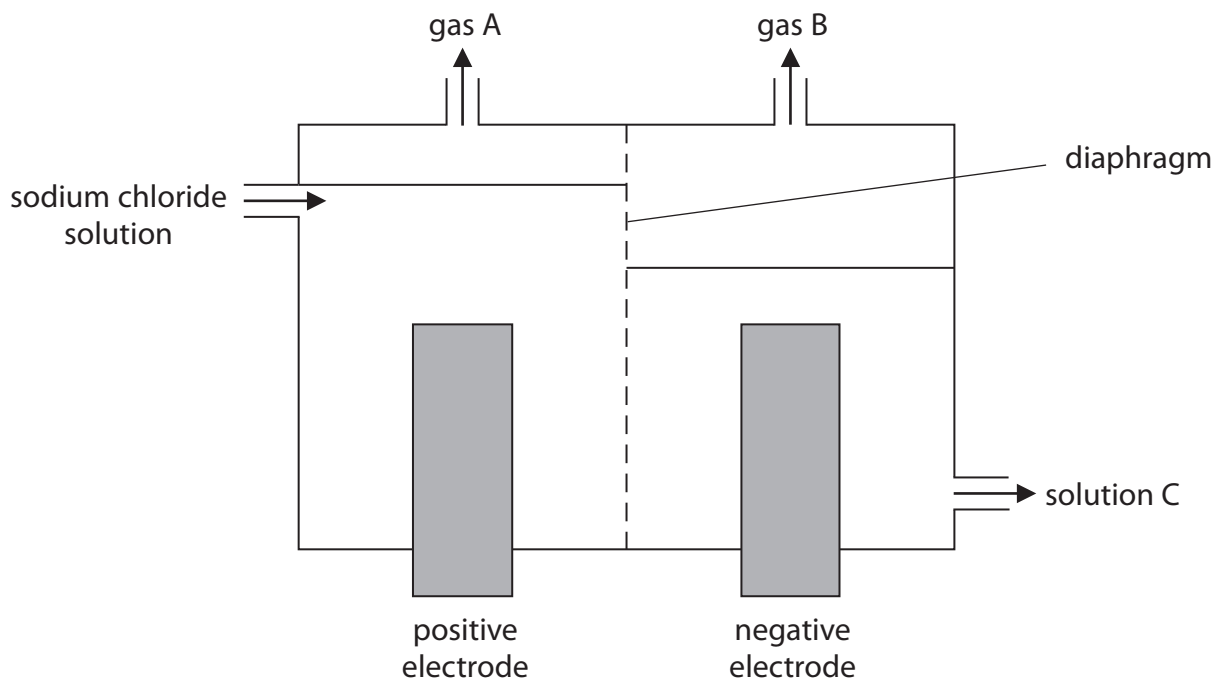 gas A
gas B
diaphragm
sodium chloride
solution
solution C
positive
electrode
negative
electrode